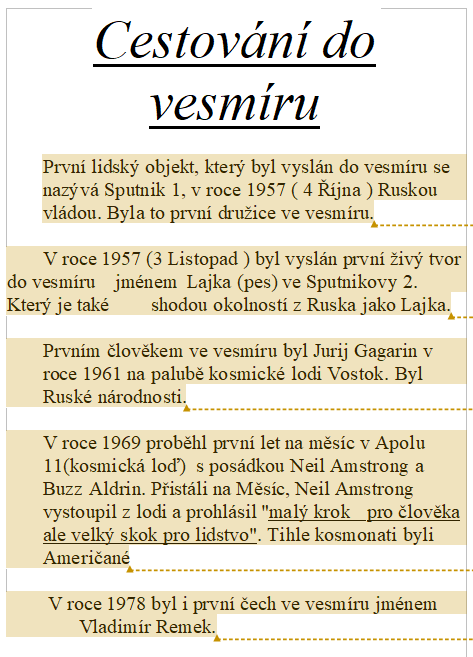 Cestování do
vesmíru
První lidský objekt, který byl vyslán do vesmíru se
nazývá Sputnik 1, v roce 1957 ( 4 Října ) Ruskou
vládou. Byla to první družice ve vesmíru.
V roce 1957 (3 Listopad ) byl vyslán první živý tvor
do vesmíru jménem Lajka (pes) ve Sputnikovy 2.
Který je také shodou okolností z Ruska jako Lajka.
Prvním člověkem ve vesmíru byl Jurij Gagarin v
roce 1961 na palubě kosmické lodi Vostok. Byl
Ruské národnosti.
V roce 1969 proběhl první let na měsíc v Apolu
11(kosmická loď) s posádkou Neil Amstrong a
Buzz Aldrin. Přistáli na Měsíc, Neil Amstrong
vystoupil z lodi a prohlásil "malý krok pro člověka
ale velký skok pro lidstvo". Tihle kosmonati byli
Američané
V roce 1978 byl i první čech ve vesmíru jménem
Vladimír Remek.